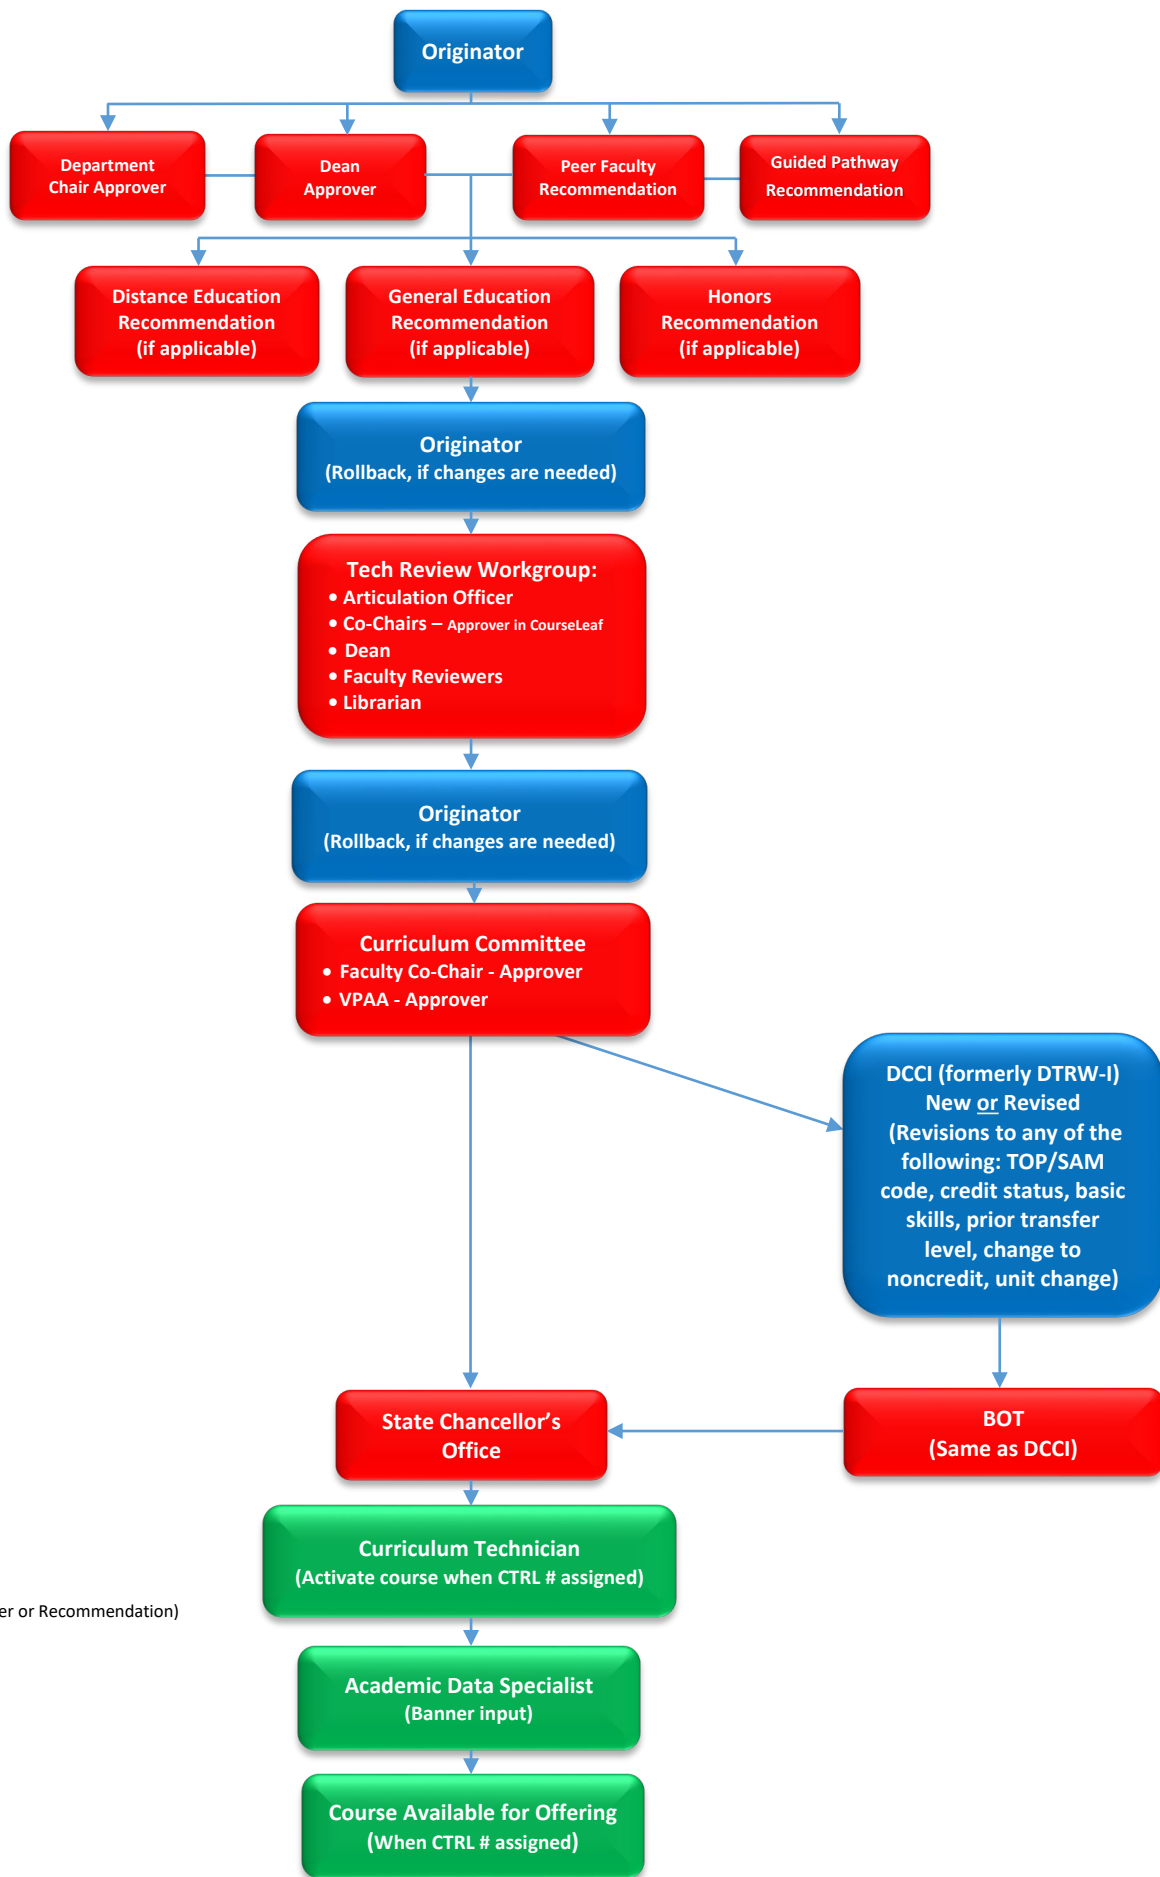 Originator
Department
Chair Approver
Dean
Approver
Peer Faculty
Recommendation
Guided Pathway
Recommendation
Distance Education
Recommendation
(if applicable)
General Education
Recommendation
(if applicable)
Honors
Recommendation
(if applicable)
Originator
(Rollback, if changes are needed)
Tech Review Workgroup:
• Articulation Officer
• Co-Chairs – Approver in CourseLeaf
• Dean
• Faculty Reviewers
• Librarian
Originator
(Rollback, if changes are needed)
Curriculum Committee
• Faculty Co-Chair - Approver
• VPAA - Approver
DCCI (formerly DTRW-I)
New or Revised
(Revisions to any of the
following: TOP/SAM
code, credit status, basic
skills, prior transfer
level, change to
noncredit, unit change)
State Chancellor’s
Office
BOT
(Same as DCCI)
Curriculum Technician
(Activate course when CTRL # assigned)
er or Recommendation)
Academic Data Specialist
(Banner input)
Course Available for Offering
(When CTRL # assigned)